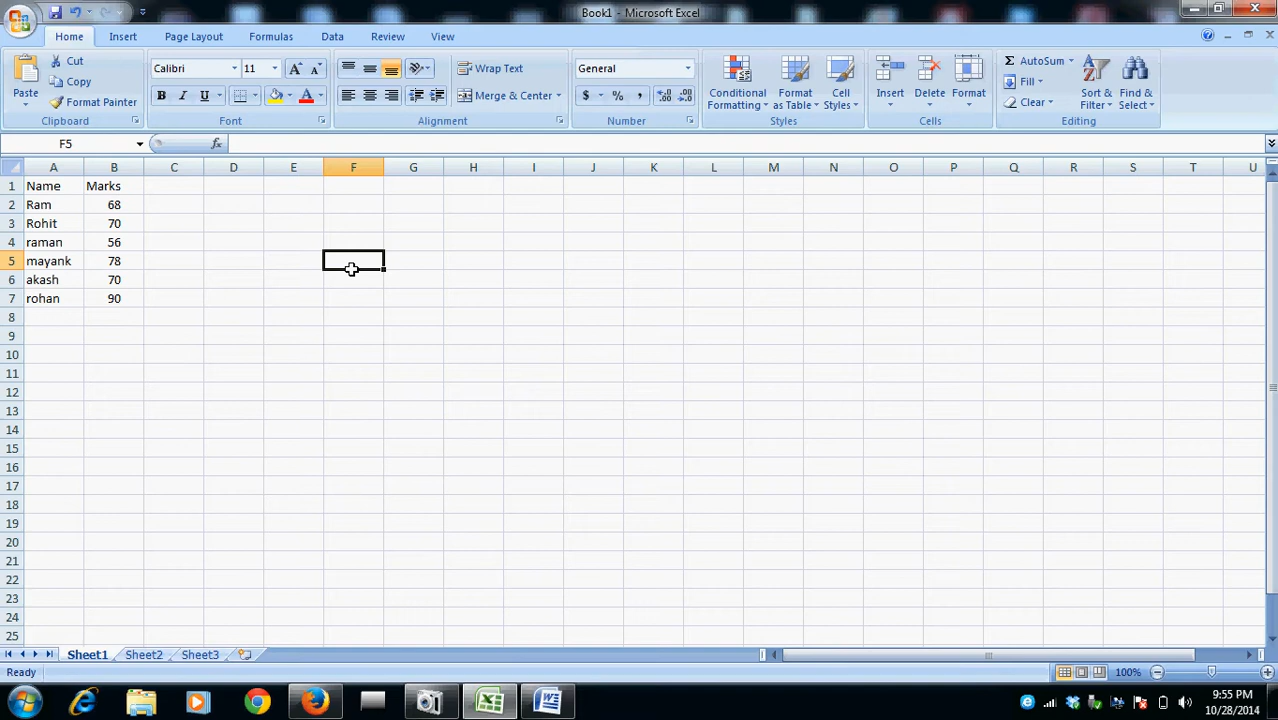 Book1 - Microsoft Excel
Home Insert Page Layout Formulas Data Review View
Paste Cut Copy Format Painter Clipboard
Calibri 11 B I U A A A Font
Wrap Text Merge & Center Alignment
General $ % , .0 .00 .00 .0 Number
Conditional Formatting Format as Table Cell Styles Styles
Insert Delete Format Cells
Σ AutoSum Fill Clear Sort & Filter Find & Select Editing
F5 fx
A B C D E F G H I J K L M N O P Q R S T U
1 Name Marks
2 Ram 68
3 Rohit 70
4 raman 56
5 mayank 78
6 akash 70
7 rohan 90
8
9
10
11
12
13
14
15
16
17
18
19
20
21
22
23
24
25
Sheet1 Sheet2 Sheet3
Ready 100%
9:55 PM
10/28/2014